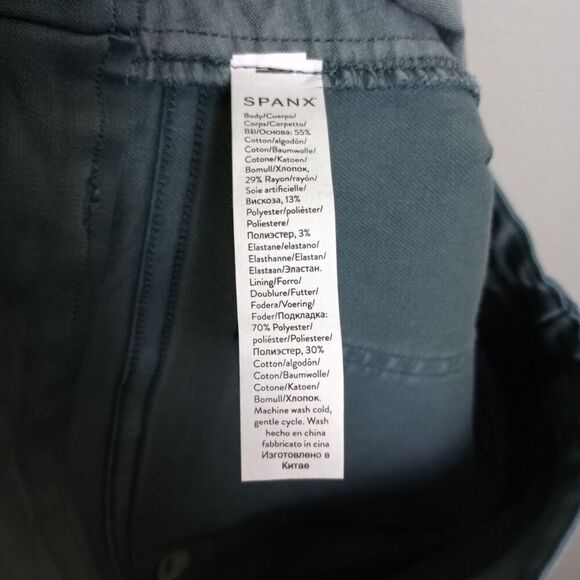 SPANX
Body/Cuerpo/
Corps/Corpetto/
Bål/Основа: 55%
Cotton/algodón/
Coton/Baumwolle/
Cotone/Katoen/
Bomull/Хлопок,
29% Rayon/rayón/
Soie artificielle/
Вискоза, 13%
Polyester/poliéster/
Poliestere/
Полиэстер, 3%
Elastane/elastano/
Elasthanne/Elastan/
Elastaan/Эластан.
Lining/Forro/
Doublure/Futter/
Fodera/Voering/
Foder/Подкладка:
70% Polyester/
poliéster/Poliestere/
Полиэстер, 30%
Cotton/algodón/
Coton/Baumwolle/
Cotone/Katoen/
Bomull/Хлопок.
Machine wash cold,
gentle cycle. Wash
hecho en china
fabbricato in cina
Изготовлено в
Китае